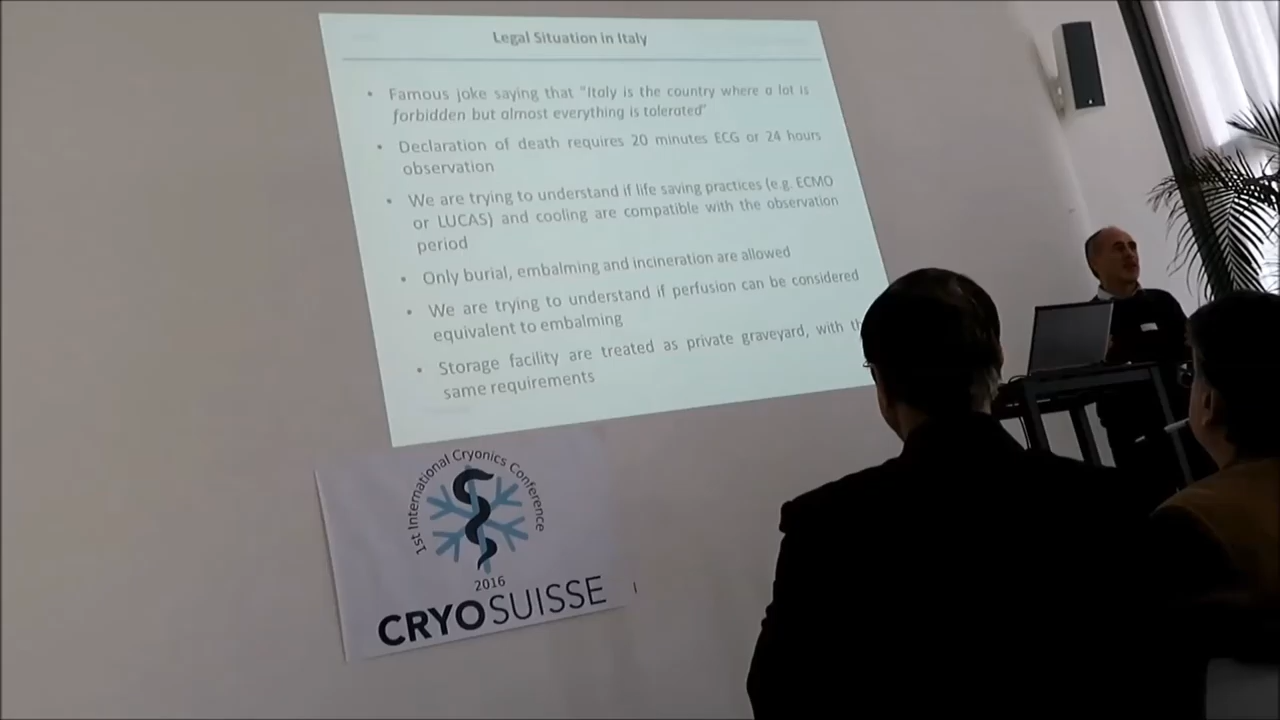 Legal Situation in Italy
• Famous joke saying that "Italy is the country where a lot is
forbidden but almost everything is tolerated"
• Declaration of death requires 20 minutes ECG or 24 hours
observation
• We are trying to understand if life saving practices (e.g. ECMO
or LUCAS) and cooling are compatible with the observation
period
• Only burial, embalming and incineration are allowed
• We are trying to understand if perfusion can be considered
equivalent to embalming
• Storage facility are treated as private graveyard, with
same requirements
1st International Cryonics Conference
2016
CRYOSUISSE